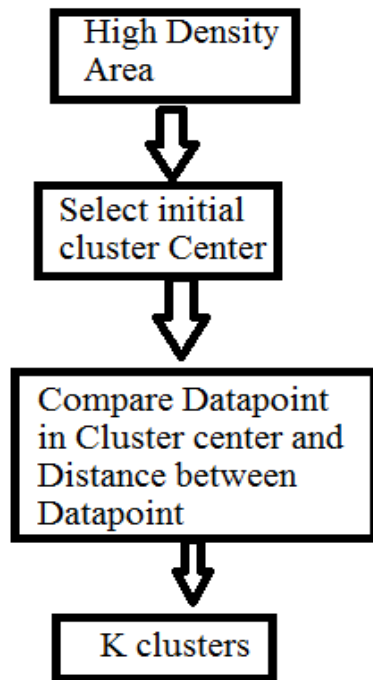 High Density
Area
Select initial
cluster Center
Compare Datapoint
in Cluster center and
Distance between
Datapoint
K clusters